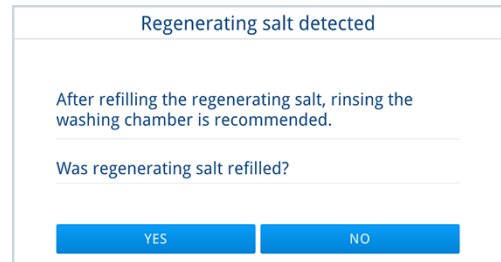 Regenerating salt detected
After refilling the regenerating salt, rinsing the
washing chamber is recommended.
Was regenerating salt refilled?
YES
NO